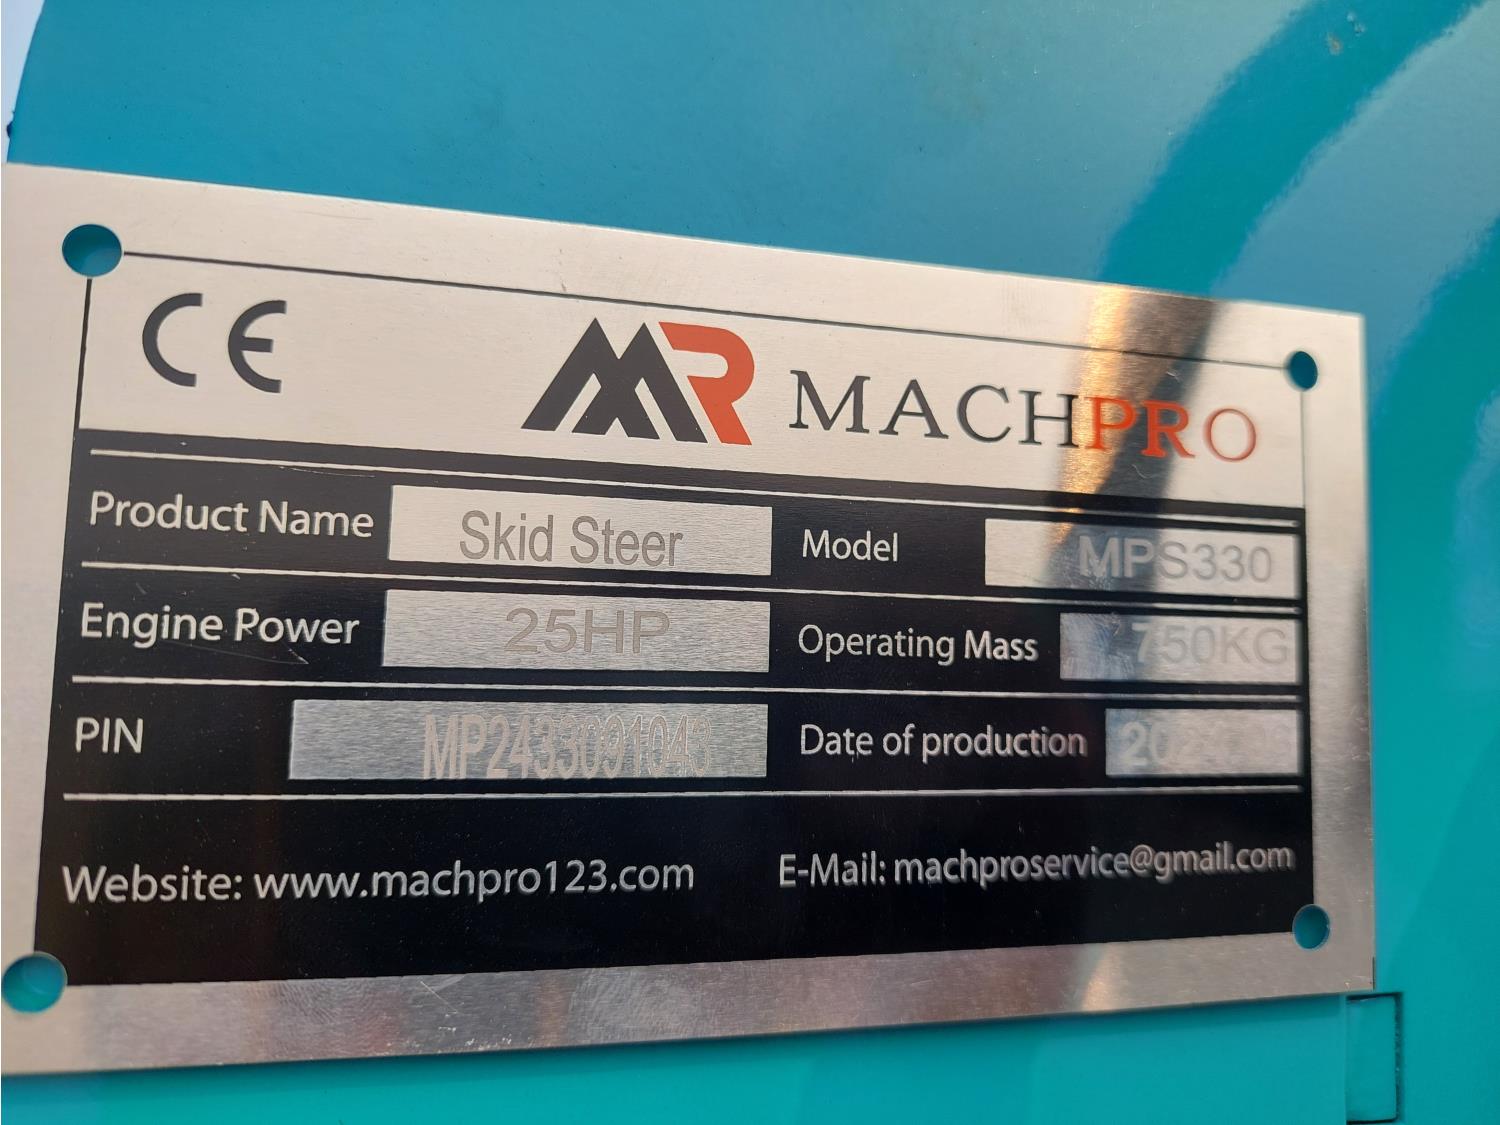 CE MR MACHPRO
Product Name Skid Steer Model MPS330
Engine Power 25HP Operating Mass 750KG
PIN MP2433091043 Date of production
Website: www.machpro123.com E-Mail: machproservice@gmail.com